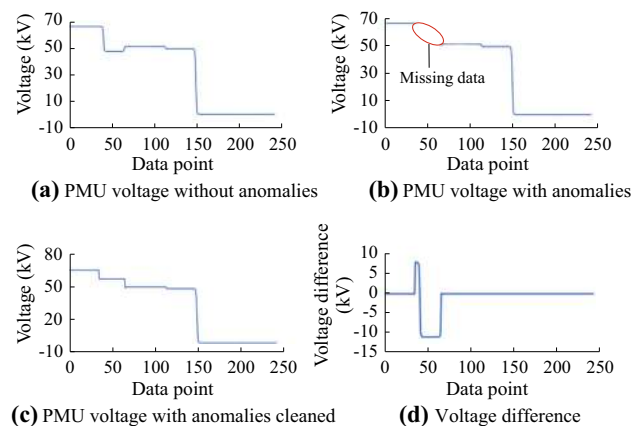 Voltage (kV)
70
50
30
10
-10
0 50 100 150 200 250
Data point
(a) PMU voltage without anomalies
Voltage (kV)
70
50
30
10
-10
Missing data
0 50 100 150 200 250
Data point
(b) PMU voltage with anomalies
Voltage (kV)
80
65
50
35
20
-10
0 50 100 150 200 250
Data point
(c) PMU voltage with anomalies cleaned
Voltage difference
(kV)
10
5
0
-5
-10
-15
0 50 100 150 200 250
Data point
(d) Voltage difference